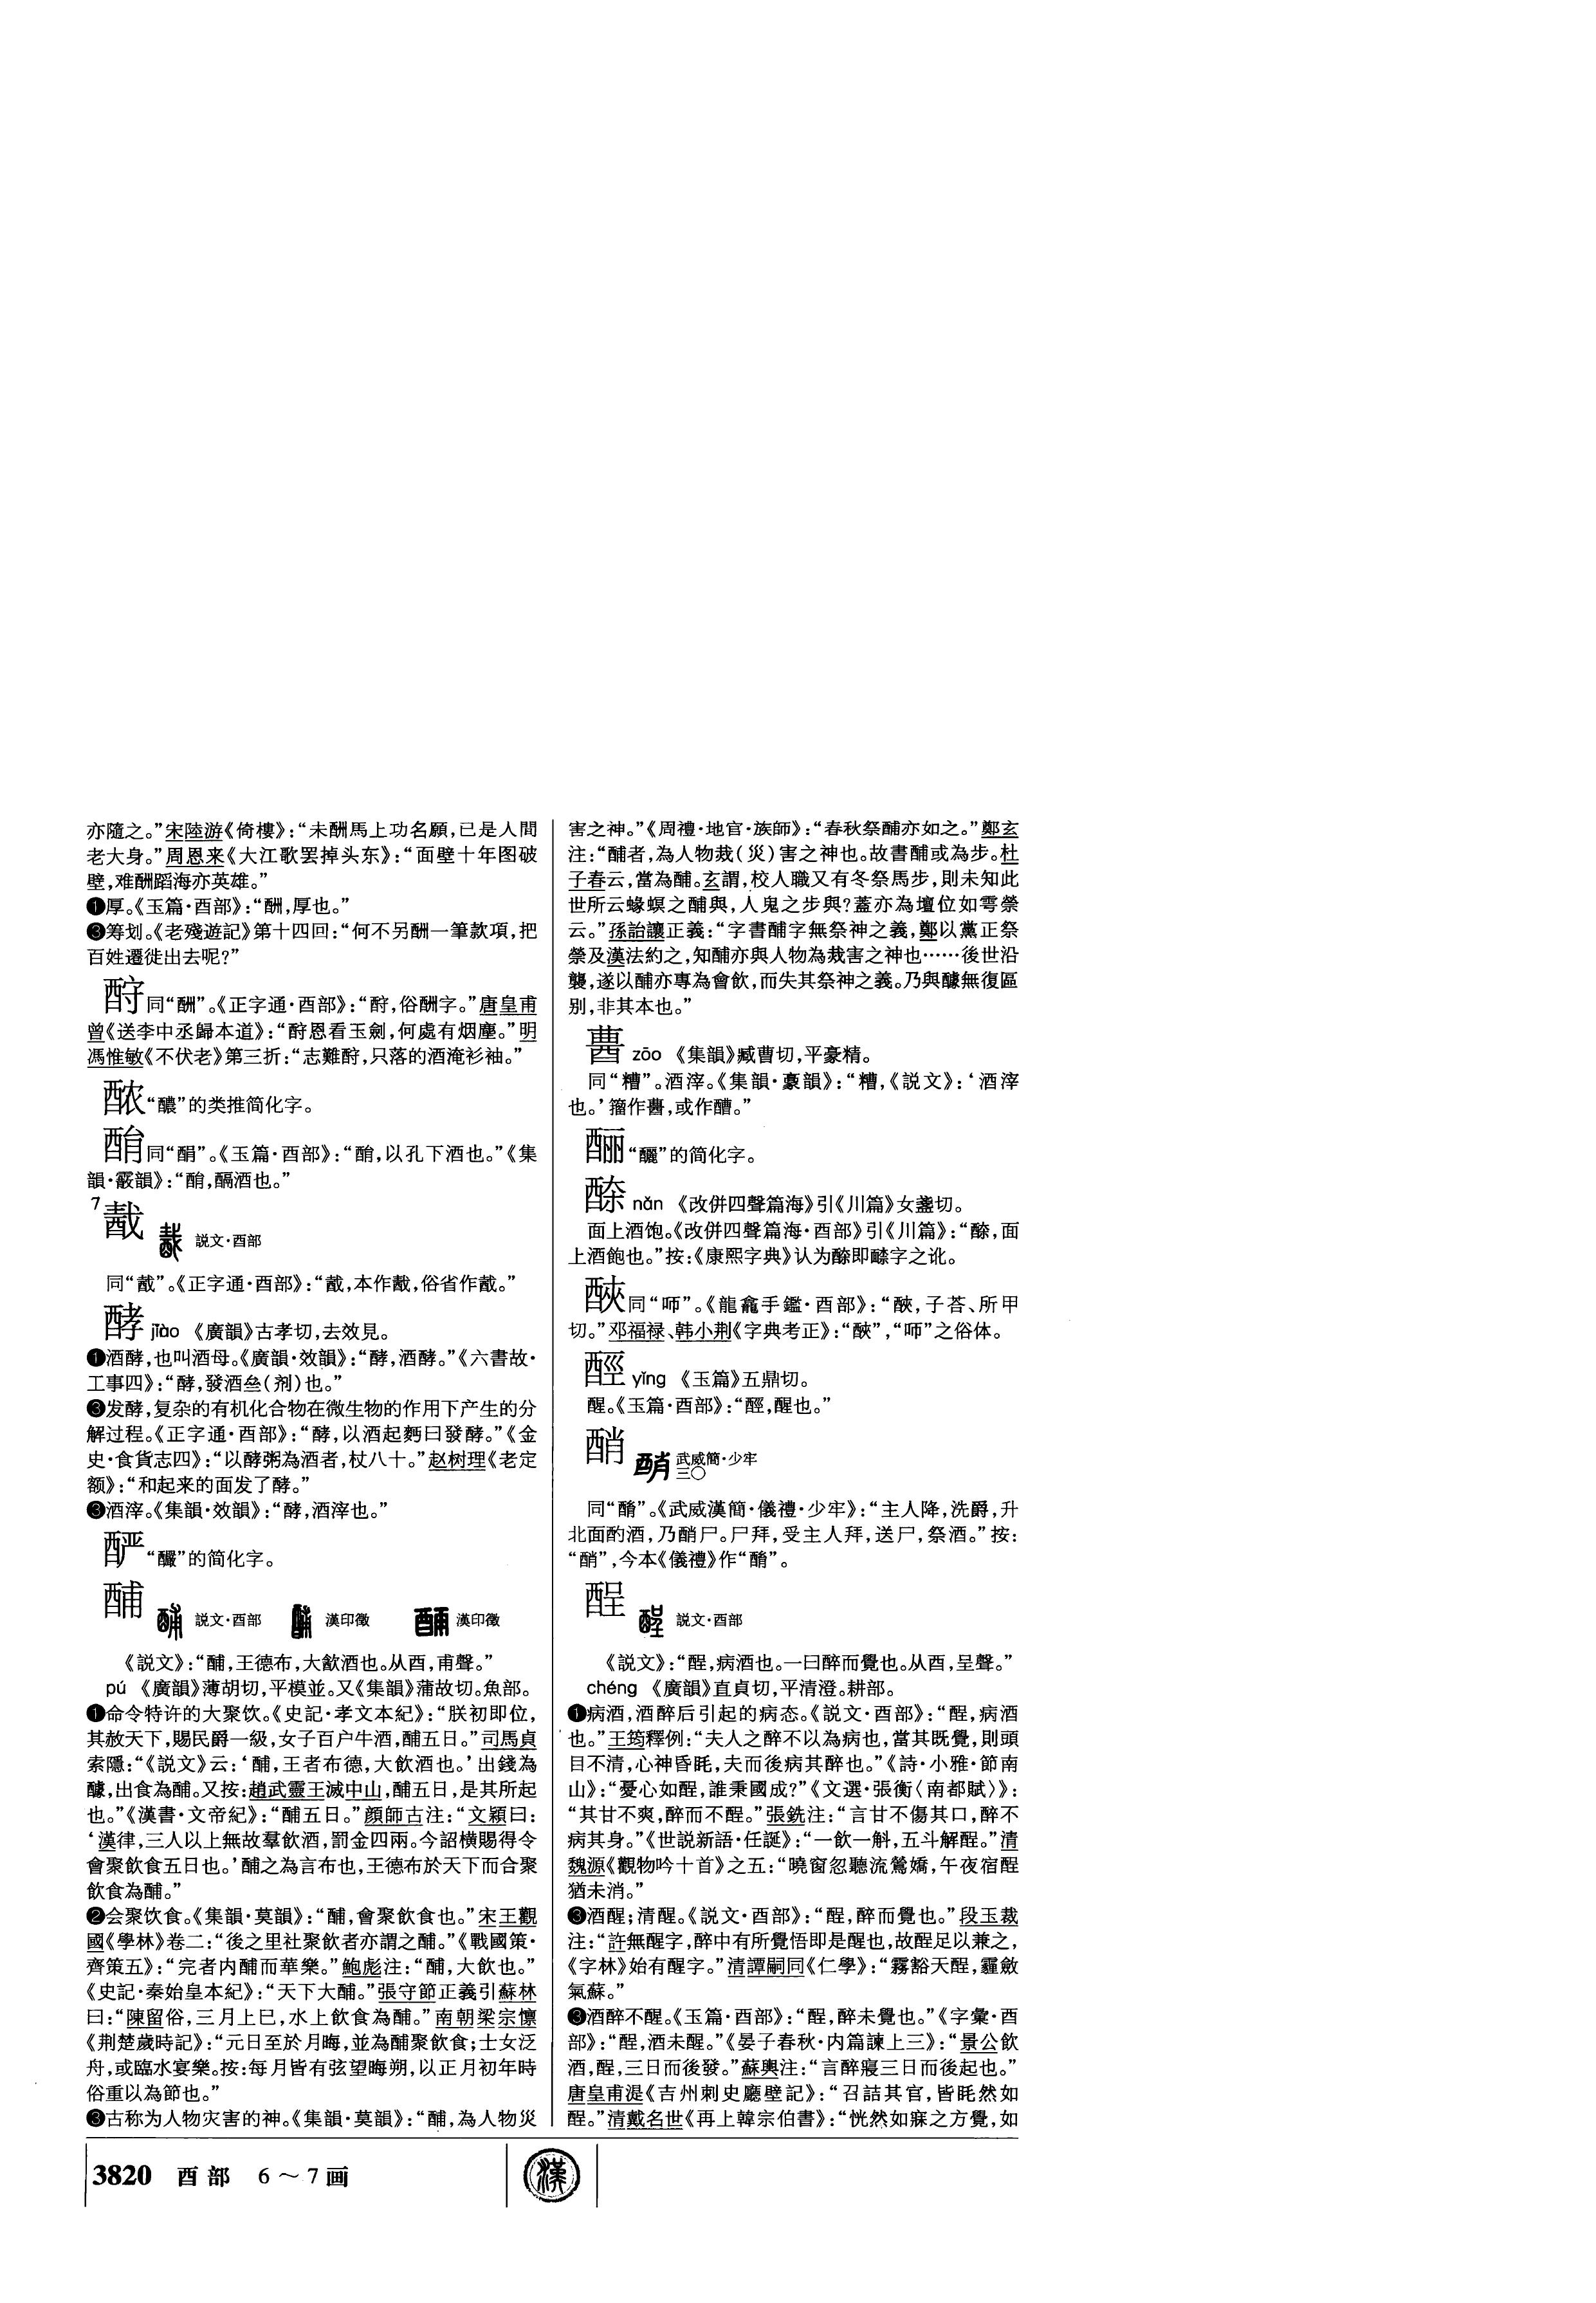 亦隨之。”宋陸游《倚樓》：“未酬馬上功名願，已是人間
老大身。”周恩来《大江歌罢掉头东》：“面壁十年图破
壁，难酬蹈海亦英雄。”
❶厚。《玉篇·酉部》：“酬，厚也。”
❸筹划。《老殘遊記》第十四回：“何不另酬一筆款項，把
百姓遷徙出去呢？”
酧同“酬”。《正字通·酉部》：“酧，俗酬字。”唐皇甫
曾《送李中丞歸本道》：“酧恩看玉劍，何處有烟塵。”明
馮惟敏《不伏老》第三折：“志難酧，只落的酒淹衫袖。”
𬪩“醲”的类推简化字。
同“酳”。《玉篇·酉部》：“，以孔下酒也。”《集
韻·霰韻》：“，酒也。”
7
説文·酉部
同“胾”。《正字通·酉部》：“，本作，俗省作。”
酵 jiào 《廣韻》古孝切，去效見。
❶酒酵，也叫酒母。《廣韻·效韻》：“酵，酒酵。”《六書故·
工事四》：“酵，發酒（剂）也。”
❸发酵，复杂的有机化合物在微生物的作用下产生的分
解过程。《正字通·酉部》：“酵，以酒起麪曰發酵。”《金
史·食貨志四》：“以酵粥為酒者，杖八十。”赵树理《老定
额》：“和起来的面发了酵。”
❸酒滓。《集韻·效韻》：“酵，酒滓也。”
酽“釅”的简化字。
酺 説文·酉部 漢印徵 漢印徵
《説文》：“酺，王德布，大㱃酒也。从酉，甫聲。”
pú 《廣韻》薄胡切，平模並。又《集韻》蒲故切。魚部。
❶命令特许的大聚饮。《史記·孝文本紀》：“朕初即位，
其赦天下，賜民爵一級，女子百户牛酒，酺五日。”司馬貞
索隱：“《説文》云：‘酺，王者布德，大飲酒也。’出錢為
醵，出食為酺。又按：趙武靈王滅中山，酺五日，是其所起
也。”《漢書·文帝紀》：“酺五日。”顔師古注：“文穎曰：
‘漢律，三人以上無故羣飲酒，罰金四兩。今詔横賜得令
會聚飲食五日也。’酺之為言布也，王德布於天下而合聚
飲食為酺。”
❷会聚饮食。《集韻·莫韻》：“酺，會聚飲食也。”宋王觀
國《學林》卷二：“後之里社聚飲者亦謂之酺。”《戰國策·
齊策五》：“完者内酺而華樂。”鮑彪注：“酺，大飲也。”
《史記·秦始皇本紀》：“天下大酺。”張守節正義引蘇林
曰：“陳留俗，三月上巳，水上飲食為酺。”南朝梁宗懍
《荆楚歲時記》：“元日至於月晦，並為酺聚飲食；士女泛
舟，或臨水宴樂。按：每月皆有弦望晦朔，以正月初年時
俗重以為節也。”
❸古称为人物灾害的神。《集韻·莫韻》：“酺，為人物災
害之神。”《周禮·地官·族師》：“春秋祭酺亦如之。”鄭玄
注：“酺者，為人物烖（災）害之神也。故書酺或為步。杜
子春云，當為酺。玄謂，校人職又有冬祭馬步，則未知此
世所云蝝螟之酺與，人鬼之步與？蓋亦為壇位如雩禜
云。”孫詒讓正義：“字書酺字無祭神之義，鄭以黨正祭
禜及漢法約之，知酺亦與人物為烖害之神也……後世沿
襲，遂以酺亦專為會飲，而失其祭神之義。乃與醵無復區
别，非其本也。”
zāo 《集韻》臧曹切，平豪精。
同“糟”。酒滓。《集韻·豪韻》：“糟，《説文》：‘酒滓
也。’籀作，或作醩。”
𬪧“釃”的简化字。
nǎn 《改併四聲篇海》引《川篇》女盞切。
面上酒饱。《改併四聲篇海·酉部》引《川篇》：“，面
上酒飽也。”按：《康熙字典》认为即字之讹。
同“咂”。《龍龕手鑑·酉部》：“，子荅、所甲
切。”邓福禄、韩小荆《字典考正》：“”，“”之俗体。
yǐng 《玉篇》五鼎切。
醒。《玉篇·酉部》：“，醒也。”
武威簡·少牢
三〇
同“酳”。《武威漢簡·儀禮·少牢》：“主人降，洗爵，升
北面酌酒，乃尸。尸拜，受主人拜，送尸，祭酒。”按：
“”，今本《儀禮》作“酳”。
酲 説文·酉部
《説文》：“酲，病酒也。一曰醉而覺也。从酉，呈聲。”
chéng 《廣韻》直貞切，平清澄。耕部。
❶病酒，酒醉后引起的病态。《説文·酉部》：“酲，病酒
也。”王筠釋例：“夫人之醉不以為病也，當其既覺，則頭
目不清，心神昏眊，夫而後病其醉也。”《詩·小雅·節南
山》：“憂心如酲，誰秉國成？”《文選·張衡〈南都賦〉》：
“其甘不爽，醉而不酲。”張銑注：“言甘不傷其口，醉不
病其身。”《世説新語·任誕》：“一飲一斛，五斗解酲。”清
魏源《觀物吟十首》之五：“曉窗忽聽流鶯嬌，午夜宿酲
猶未消。”
❸酒醒；清醒。《説文·酉部》：“酲，醉而覺也。”段玉裁
注：“許無醒字，醉中有所覺悟即是醒也，故酲足以兼之，
《字林》始有醒字。”清譚嗣同《仁學》：“霧豁天酲，霾斂
氣蘇。”
❸酒醉不醒。《玉篇·酉部》：“酲，醉未覺也。”《字彙·酉
部》：“酲，酒未醒。”《晏子春秋·内篇諫上三》：“景公飲
酒，酲，三日而後發。”蘇輿注：“言醉寢三日而後起也。”
唐皇甫湜《吉州刺史廳壁記》：“召詰其官，皆眊然如
酲。”清戴名世《再上韓宗伯書》：“恍然如寐之方覺，如
3820 酉部 6～7画
漢